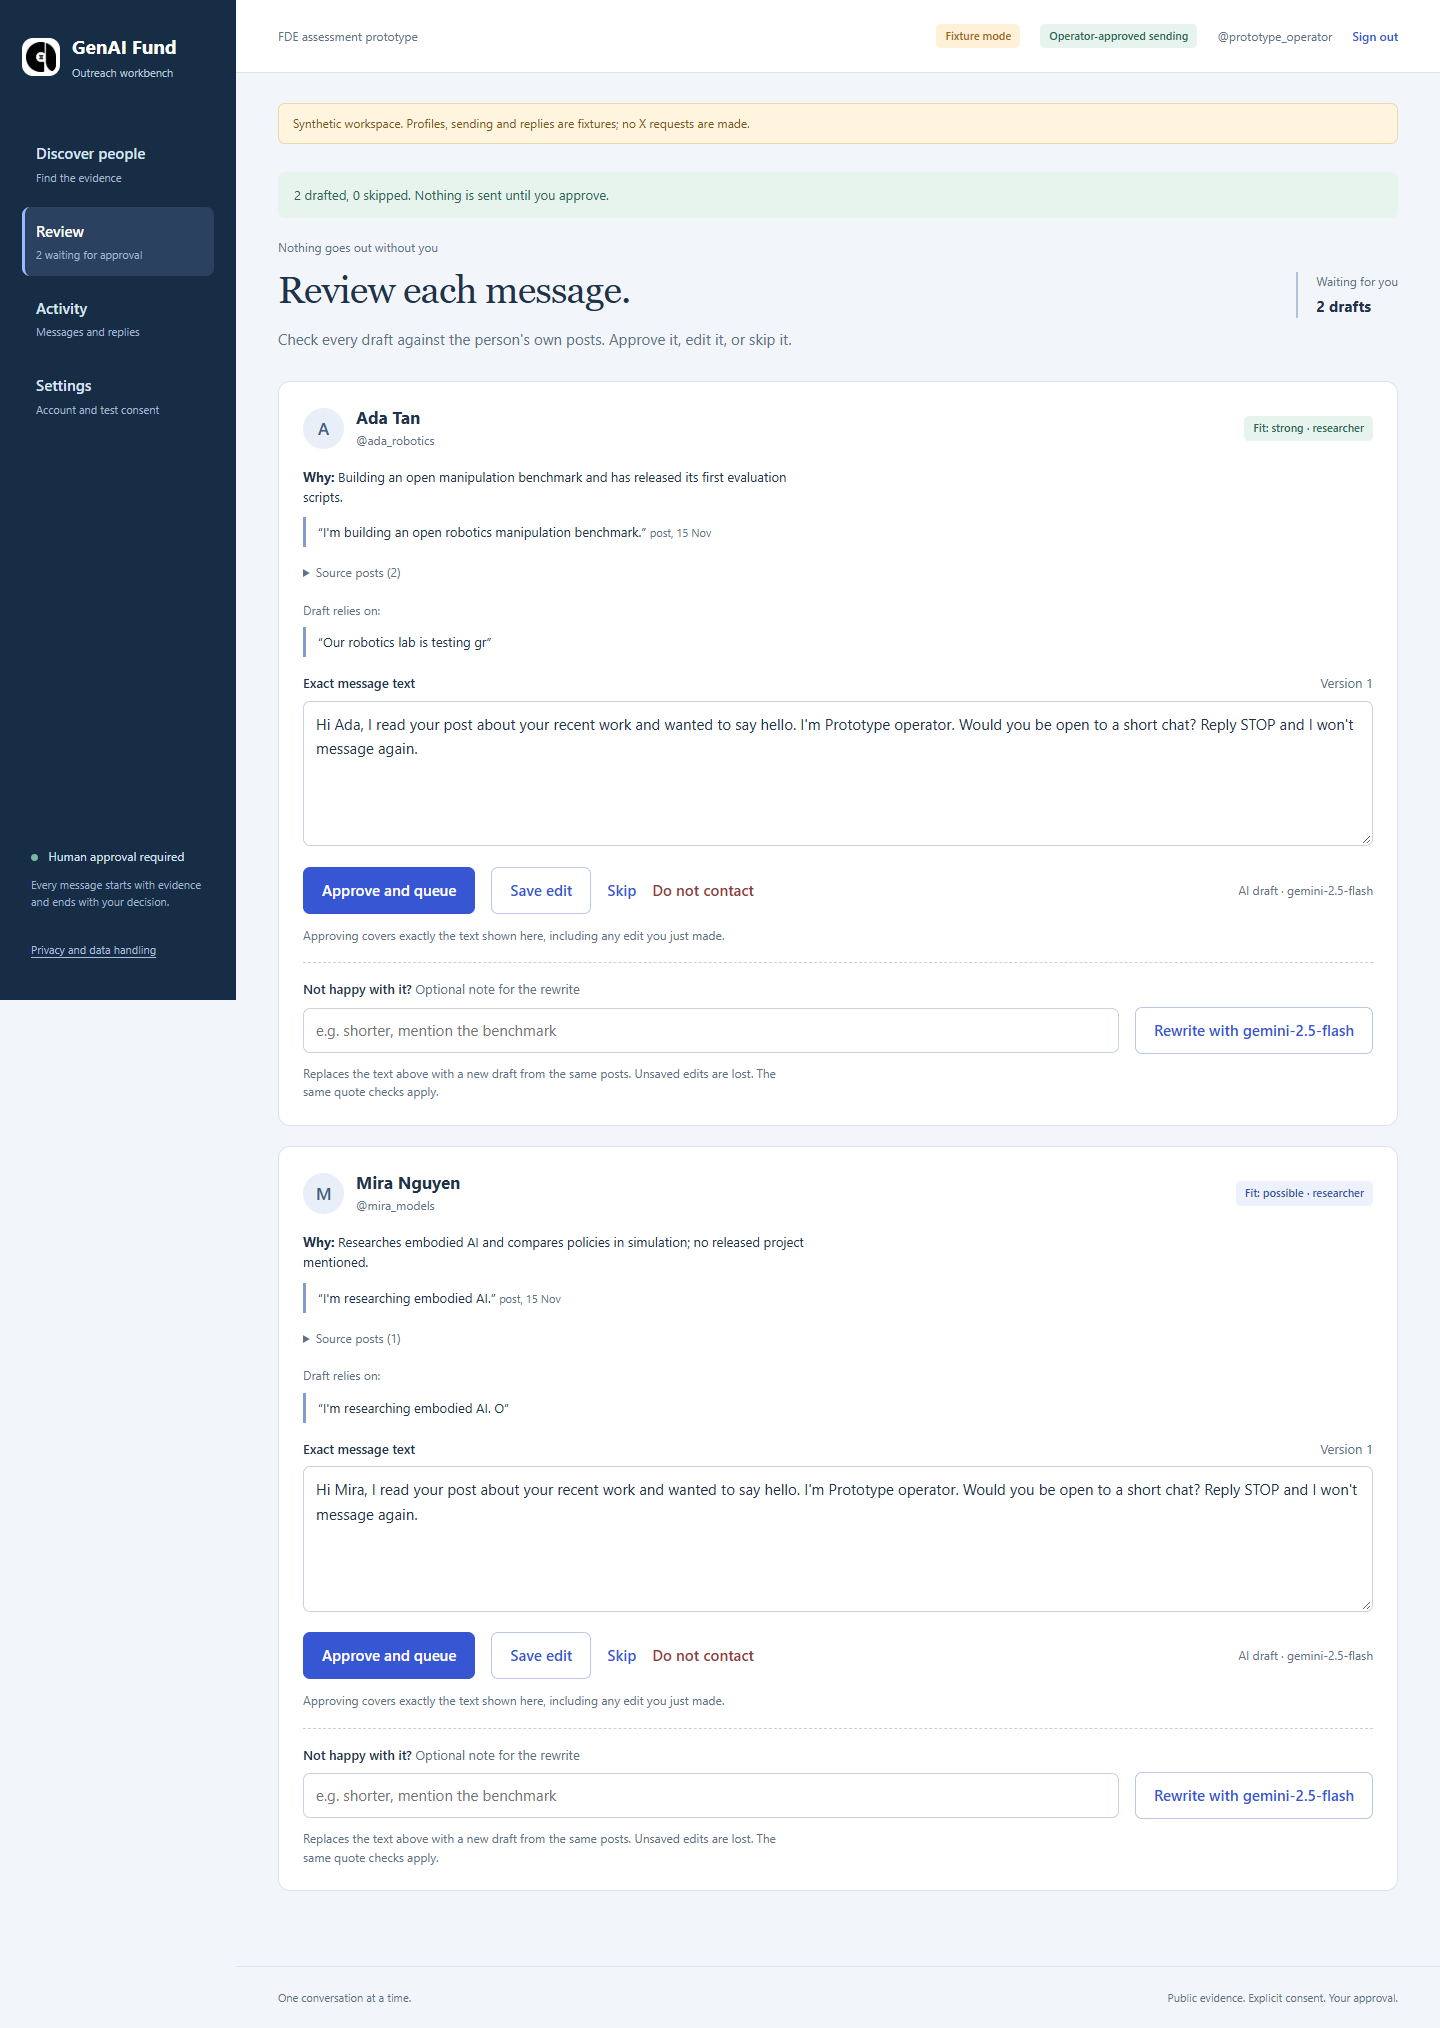 GenAI Fund
Outreach workbench
Discover people
Find the evidence
Review
2 waiting for approval
Activity
Messages and replies
Settings
Account and test consent
Human approval required
Every message starts with evidence
and ends with your decision.
Privacy and data handling
FDE assessment prototype
Fixture mode
Operator-approved sending
@prototype_operator
Sign out
Synthetic workspace. Profiles, sending and replies are fixtures; no X requests are made.
2 drafted, 0 skipped. Nothing is sent until you approve.
Nothing goes out without you
Review each message.
Check every draft against the person's own posts. Approve it, edit it, or skip it.
Waiting for you
2 drafts
A
Ada Tan
@ada_robotics
Fit: strong · researcher
Why: Building an open manipulation benchmark and has released its first evaluation
scripts.
“I'm building an open robotics manipulation benchmark.” post, 15 Nov
Source posts (2)
Draft relies on:
“Our robotics lab is testing gr”
Exact message text
Version 1
Hi Ada, I read your post about your recent work and wanted to say hello. I'm Prototype operator. Would you be open to a short chat? Reply STOP and I won't
message again.
Approve and queue
Save edit
Skip
Do not contact
AI draft · gemini-2.5-flash
Approving covers exactly the text shown here, including any edit you just made.
Not happy with it? Optional note for the rewrite
e.g. shorter, mention the benchmark
Rewrite with gemini-2.5-flash
Replaces the text above with a new draft from the same posts. Unsaved edits are lost. The
same quote checks apply.
M
Mira Nguyen
@mira_models
Fit: possible · researcher
Why: Researches embodied AI and compares policies in simulation; no released project
mentioned.
“I'm researching embodied AI.” post, 15 Nov
Source posts (1)
Draft relies on:
“I'm researching embodied AI. O”
Exact message text
Version 1
Hi Mira, I read your post about your recent work and wanted to say hello. I'm Prototype operator. Would you be open to a short chat? Reply STOP and I won't
message again.
Approve and queue
Save edit
Skip
Do not contact
AI draft · gemini-2.5-flash
Approving covers exactly the text shown here, including any edit you just made.
Not happy with it? Optional note for the rewrite
e.g. shorter, mention the benchmark
Rewrite with gemini-2.5-flash
Replaces the text above with a new draft from the same posts. Unsaved edits are lost. The
same quote checks apply.
One conversation at a time.
Public evidence. Explicit consent. Your approval.